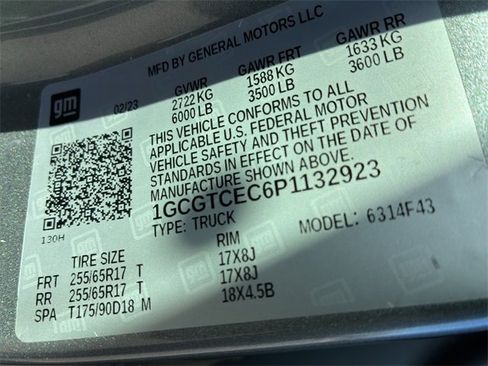 MFD BY GENERAL MOTORS LLC
gm
02/23
GVWR GAWR FRT GAWR RR
2722 KG 1588 KG 1633 KG
6000 LB 3500 LB 3600 LB
THIS VEHICLE CONFORMS TO ALL
APPLICABLE U.S. FEDERAL MOTOR
VEHICLE SAFETY AND THEFT PREVENTION
STANDARDS IN EFFECT ON THE DATE OF
MANUFACTURE SHOWN ABOVE.
1GCGTCEC6P1132923
TYPE: TRUCK MODEL: 6314F43
130H
TIRE SIZE RIM
FRT 255/65R17 T 17X8J
RR 255/65R17 T 17X8J
SPA T175/90D18 M 18X4.5B